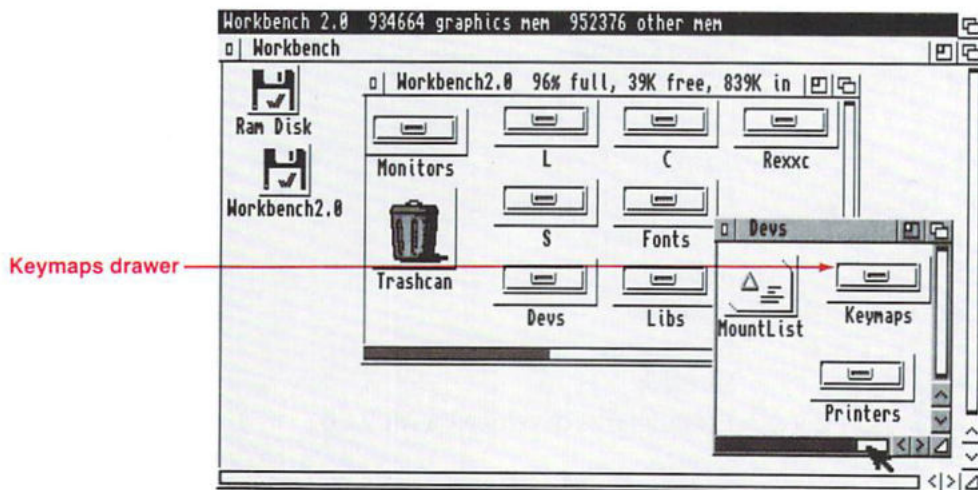 Workbench 2.0 934664 graphics mem 952376 other mem
Workbench
Workbench2.0 96% full, 39K free, 839K in
Ram Disk
Workbench2.0
Monitors
L
C
Rexxc
Trashcan
S
Fonts
Devs
Libs
Devs
MountList
Keymaps
Printers
Keymaps drawer